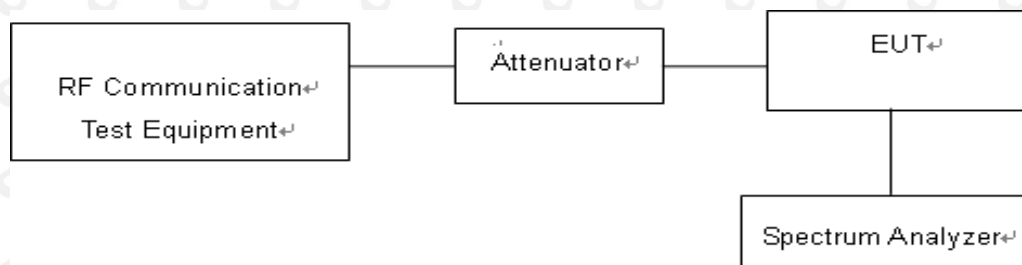 RF Communication↵
Test Equipment↵
Attenuator↵
EUT↵
Spectrum Analyzer↵